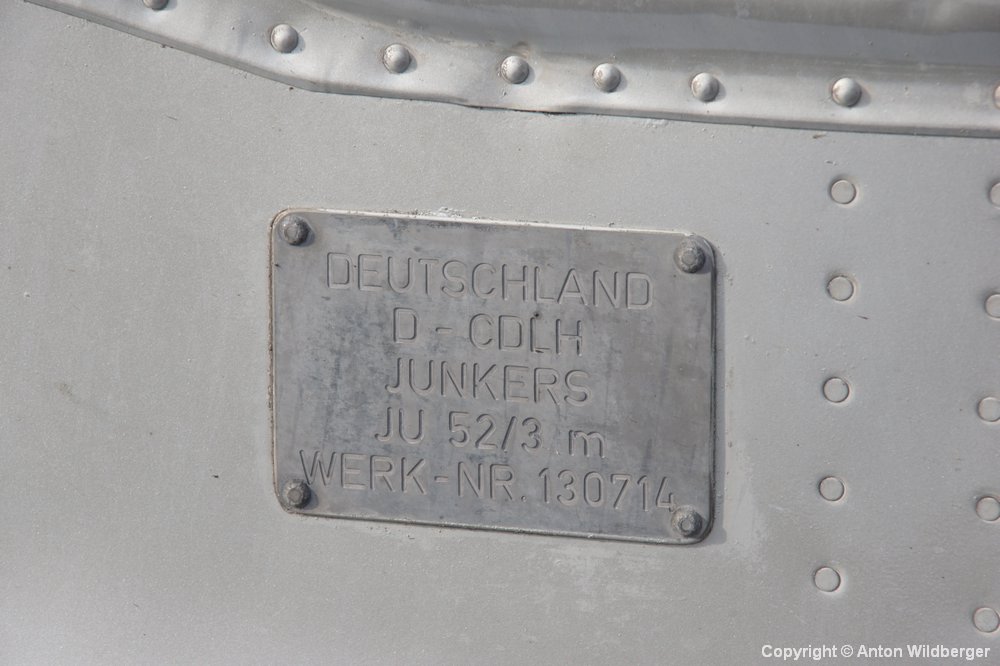 DEUTSCHLAND
D - CDLH
JUNKERS
JU 52/3 m
WERK-NR. 130714
Copyright © Anton Wildberger